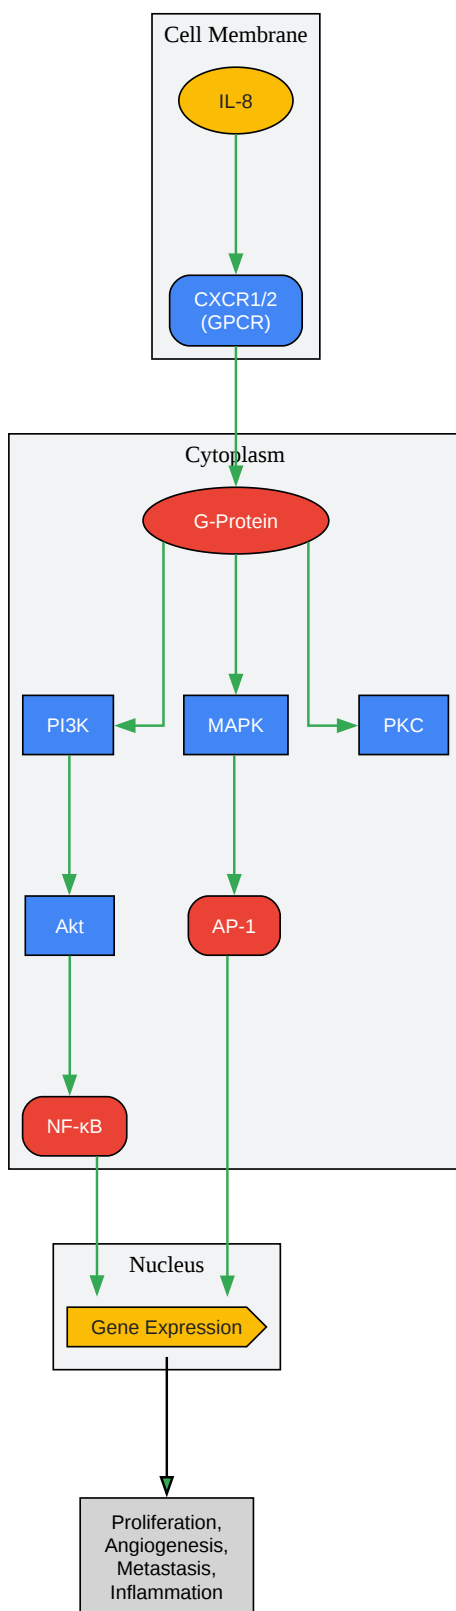 Cell Membrane
IL-8
CXCR1/2
(GPCR)
Cytoplasm
G-Protein
PI3K
MAPK
PKC
Akt
AP-1
NF-κB
Nucleus
Gene Expression
Proliferation,
Angiogenesis,
Metastasis,
Inflammation